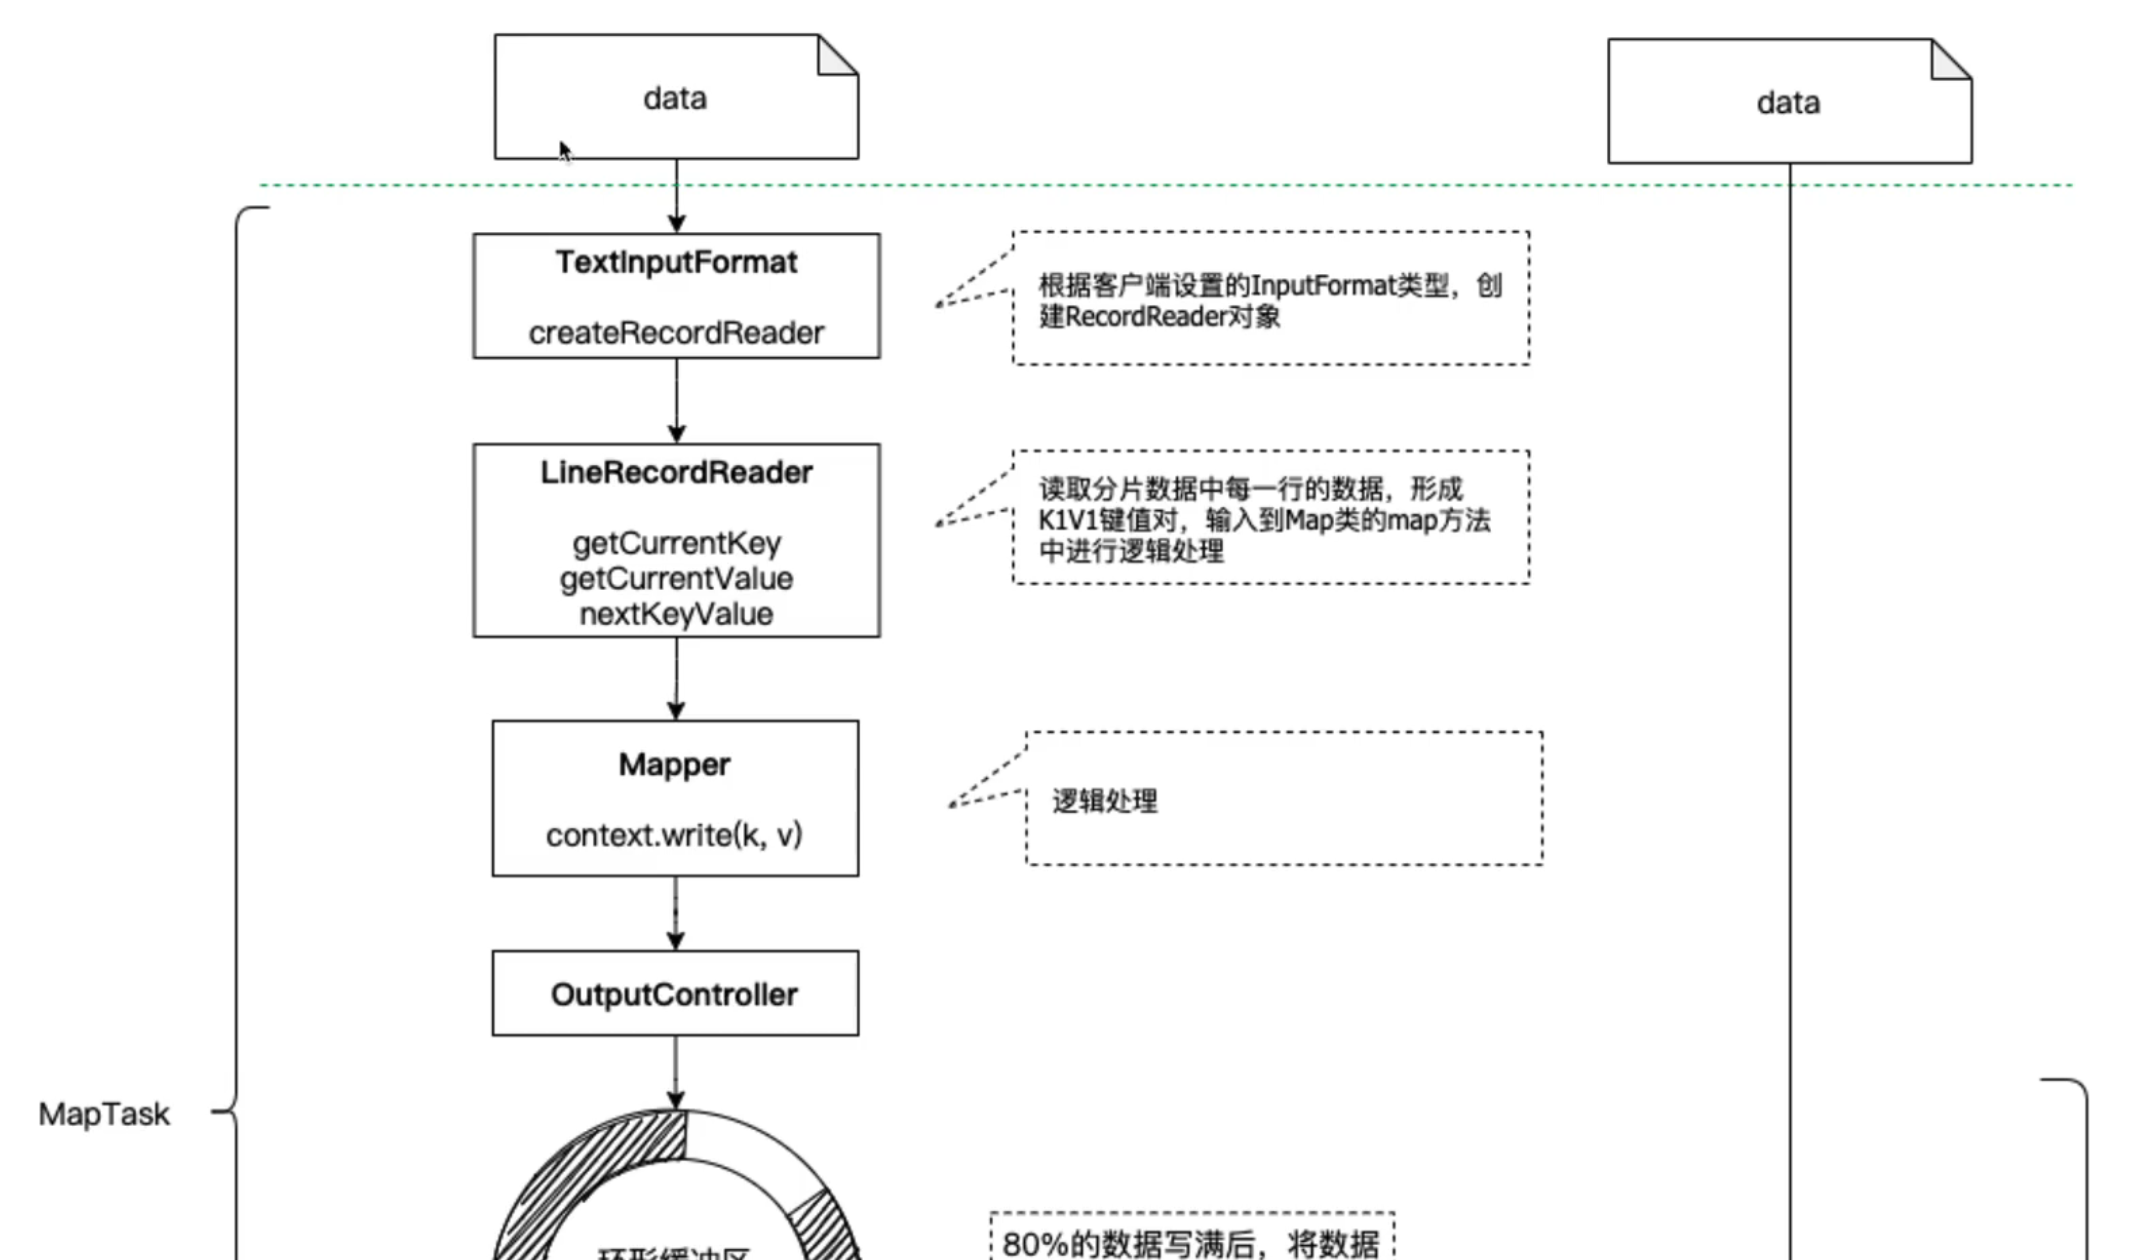 data
data
TextInputFormat
createRecordReader
根据客户端设置的InputFormat类型，创
建RecordReader对象
LineRecordReader
getCurrentKey
getCurrentValue
nextKeyValue
读取分片数据中每一行的数据，形成
K1V1键值对，输入到Map类的map方法
中进行逻辑处理
Mapper
context.write(k, v)
逻辑处理
OutputController
MapTask
环形缓冲区
80%的数据写满后，将数据